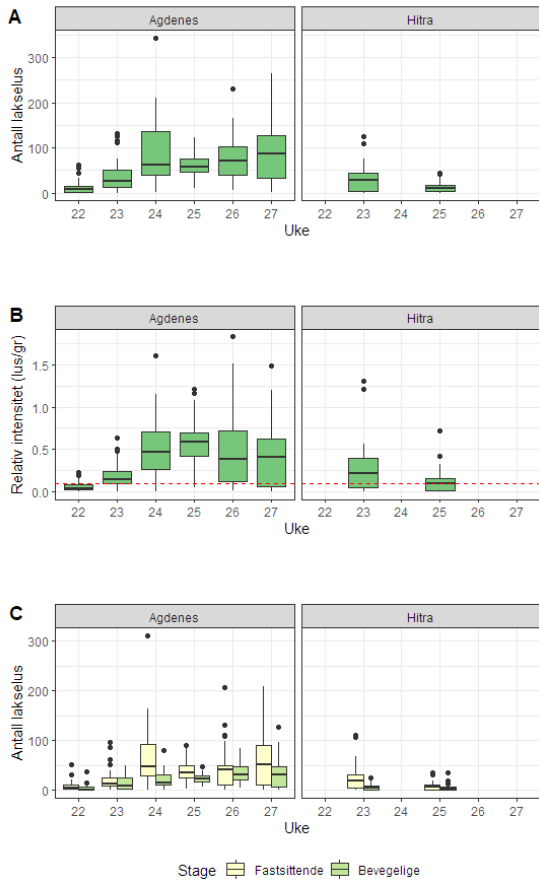 A
Agdenes Hitra
Antall lakselus
300
200
100
0
22 23 24 25 26 27 22 23 24 25 26 27
Uke
B
Agdenes Hitra
Relativ intensitet (lus/gr)
1.5
1.0
0.5
0.0
22 23 24 25 26 27 22 23 24 25 26 27
Uke
C
Agdenes Hitra
Antall lakselus
300
200
100
0
22 23 24 25 26 27 22 23 24 25 26 27
Uke
Stage Fastsittende Bevegelige